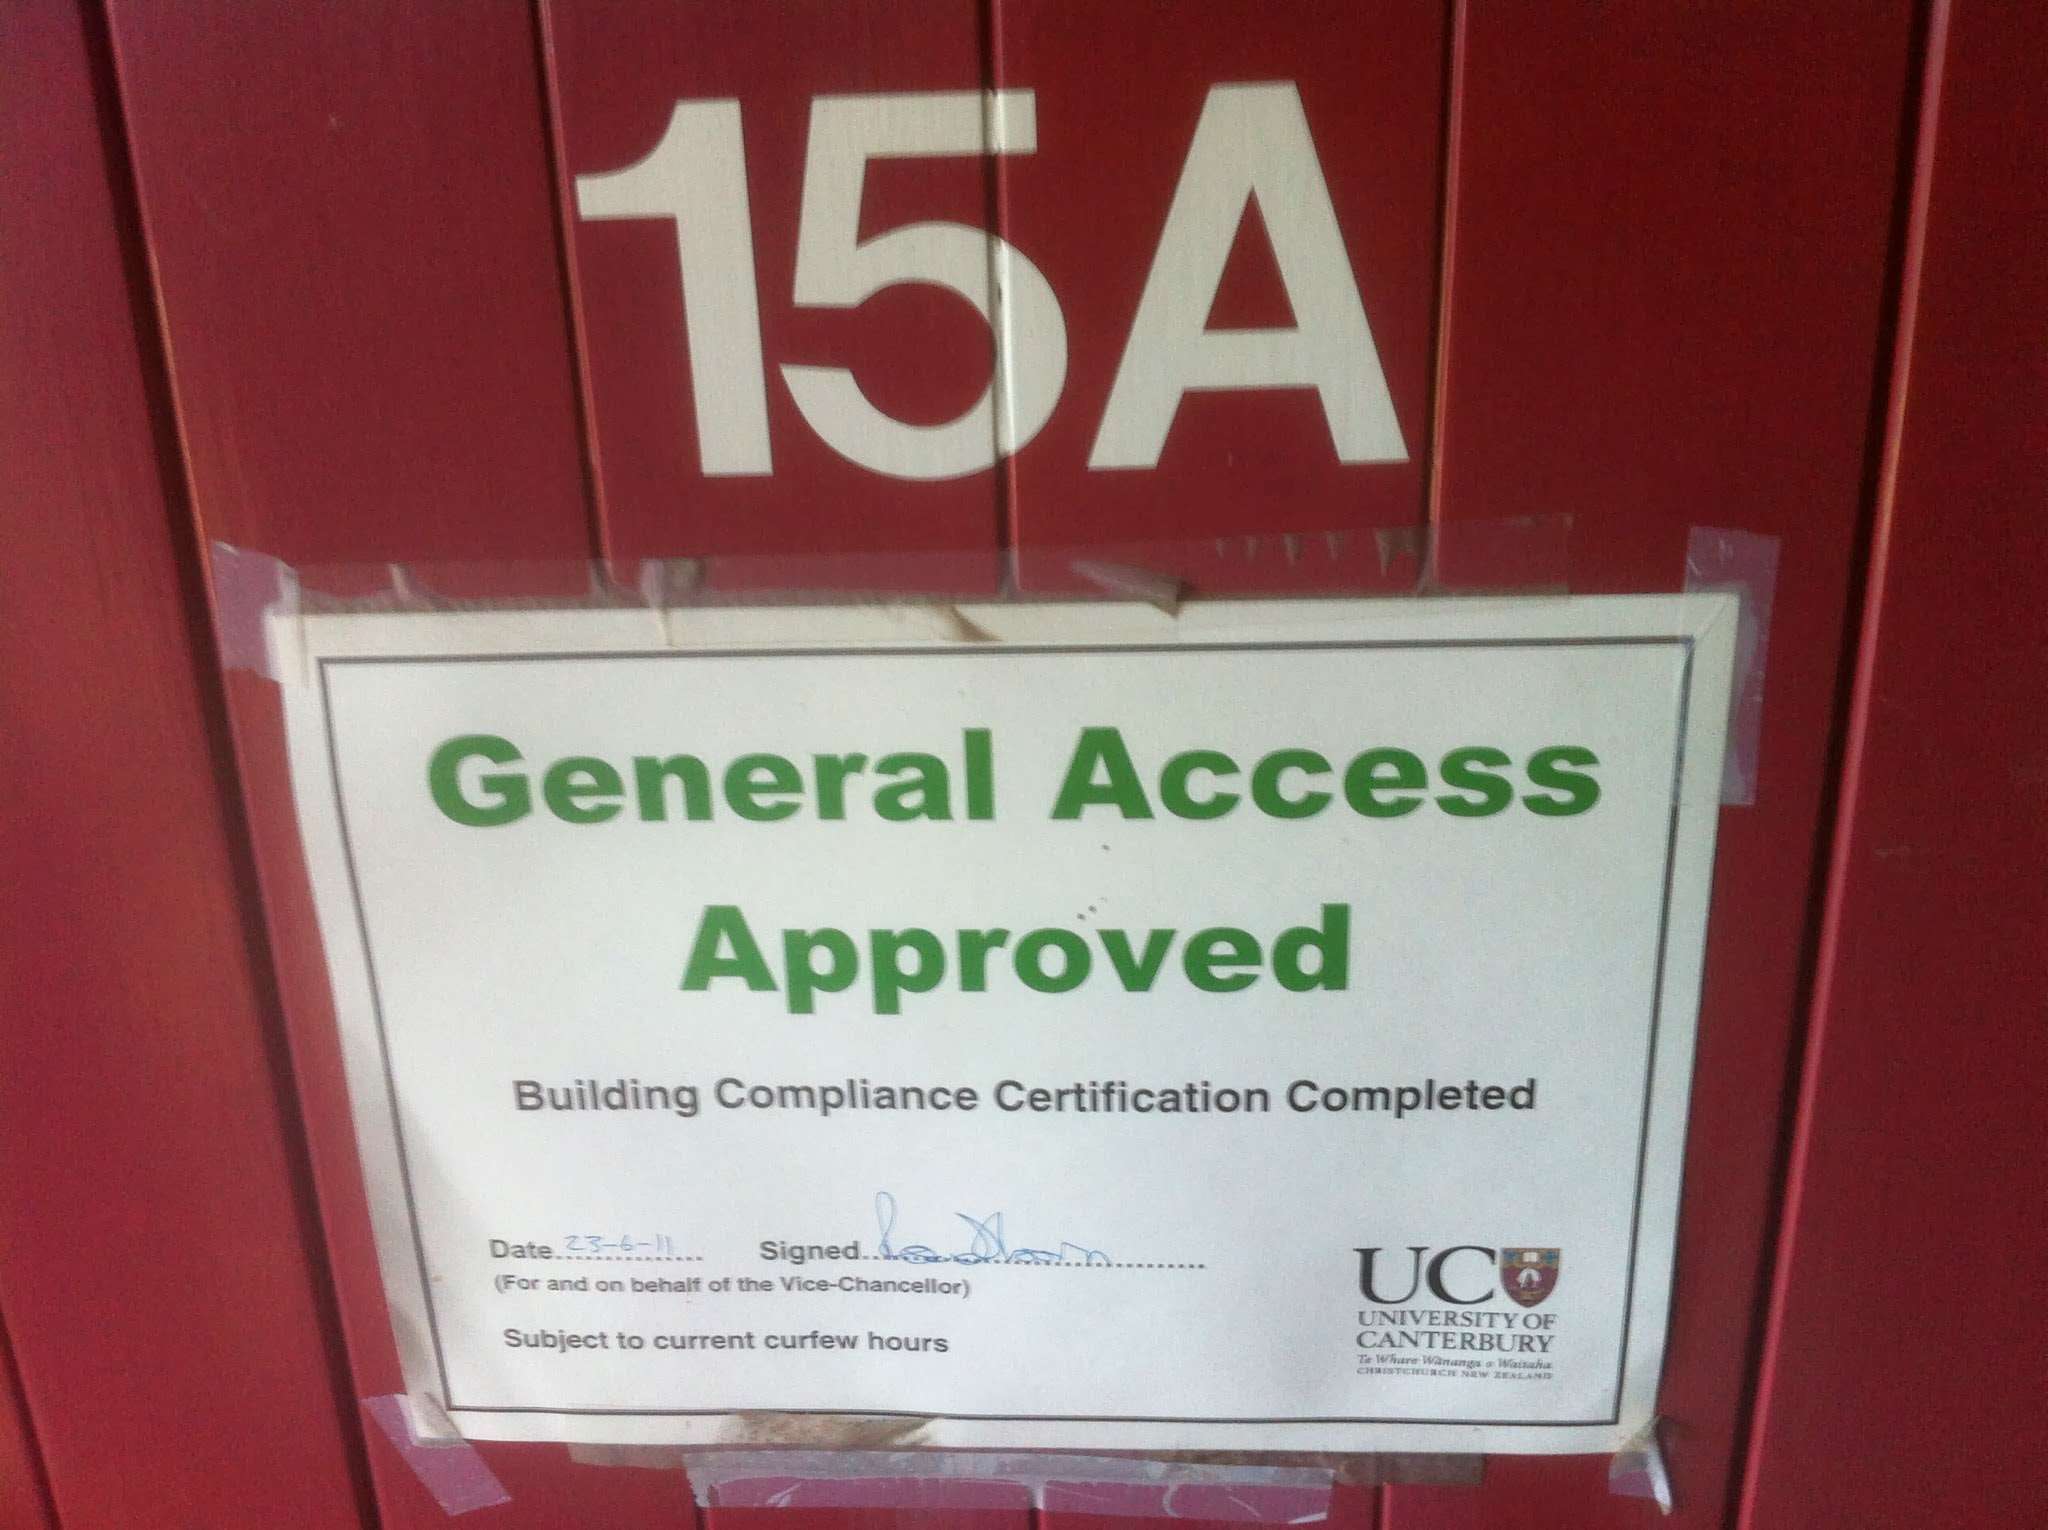 15A
General Access
Approved
Building Compliance Certification Completed
Date 23-6-11 Signed
(For and on behalf of the Vice-Chancellor)
Subject to current curfew hours
UC
UNIVERSITY OF
CANTERBURY
Te Whare Wānanga o Waitaha
CHRISTCHURCH NEW ZEALAND